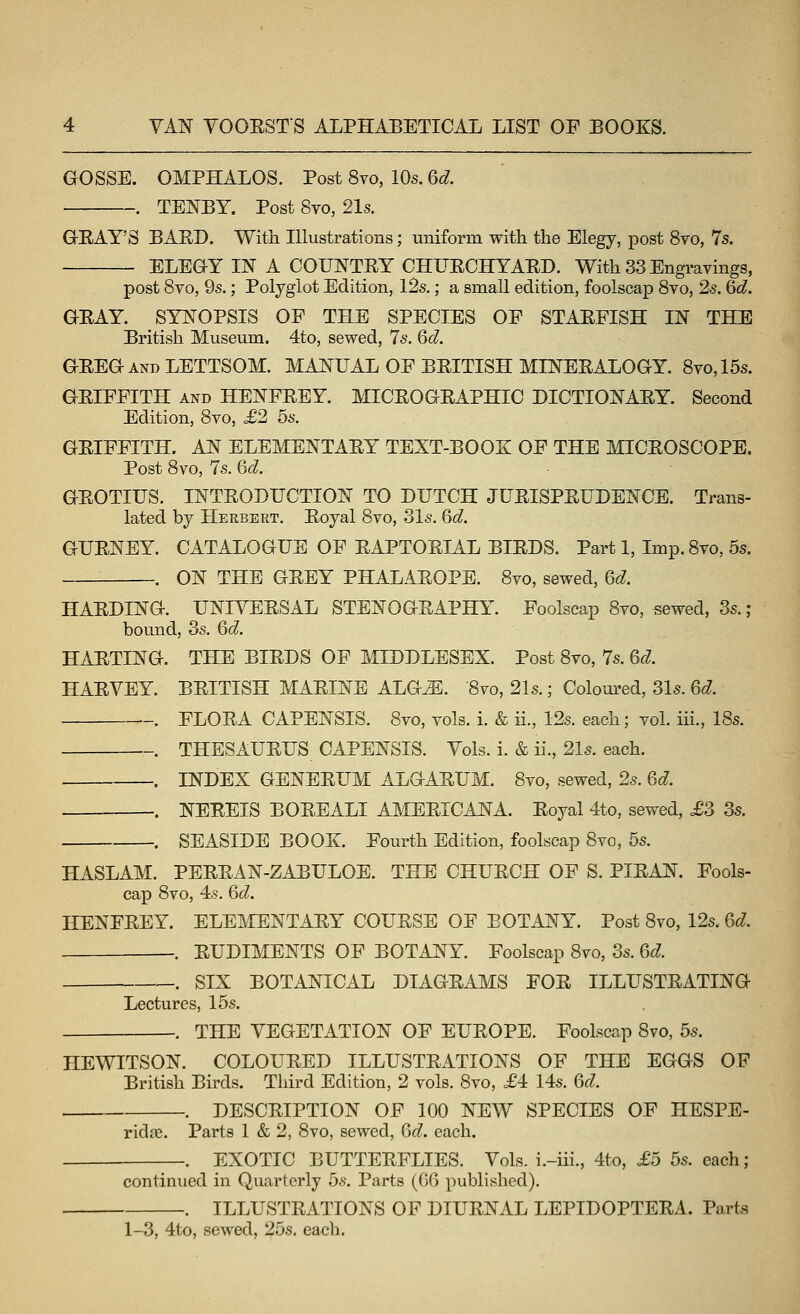 4 VAN VOORST'S ALPHABETICAL LIST OF BOOKS.
GOSSE. OMPHALOS. Post 8vo, 10s. 6d.
———. TENBY. Post 8vo, 21s.
GRAY'S BARD. With Illustrations; uniform with the Elegy, post 8vo, 7s.
——— ELEGY IN A COUNTRY CHURCHYARD. With 33 Engravings,
post 8vo, 9s.; Polyglot Edition, 12s.; a small edition, foolscap 8vo, 2s. 6d.
GRAY. SYNOPSIS OF THE SPECIES OF STARFISH IN THE
British Museum. 4to, sewed, 7s. 6d.
GREG AND LETTSOM. MANUAL OF BRITISH MINERALOGY. 8vo, 15s.
GRIFFITH AND HENFREY. MICROGRAPHIC DICTIONARY. Second
Edition, 8vo, £2 5s.
GRIFFITH. AN ELEMENTARY TEXT-BOOK OF THE MICROSCOPE.
Post 8vo, 7s. 6d.
GROTIUS. INTRODUCTION TO DUTCH JURISPRUDENCE. Trans-
lated by HERBERT. Royal 8vo, 31s. 6d.
GURNEY. CATALOGUE OF RAPTORIAL BIRDS. Part 1, Imp. 8vo, 5s.
———. ON THE GREY PHALAROPE. 8vo, sewed, 6d.
HARDING. UNIVERSAL STENOGRAPHY. Foolscap 8vo, sewed, 3s.;
bound, 3s. 6d.
HARTING. THE BIRDS OF MIDDLESEX. Post 8vo, 7s. 6d.
HARVEY. BRITISH MARINE ALGÆ. 8vo, 21s.; Coloured, 31s. 6d.
———. FLORA CAPENSIS. 8vo, vols. i. & ii., 12s. each; vol. iii., 18s.
———. THESAURUS CAPENSIS. Vols. i. & ii., 21s. each.
———. INDEX GENERUM ALGARUM. 8vo, sewed, 2s. 6d.
———. NEREIS BOREALI AMERICANA. Royal 4to, sewed, £3 3s.
———. SEASIDE BOOK. Fourth Edition, foolscap 8vo, 5s.
HASLAM. PERRAN-ZABULOE. THE CHURCH OF S. PIRAN. Fools-
cap 8vo, 4s. 6d.
HENFREY. ELEMENTARY COURSE OF BOTANY. Post 8vo, 12s. 6d.
———. RUDIMENTS OF BOTANY. Foolscap 8vo, 3s. 6d.
———. SIX BOTANICAL DIAGRAMS FOR ILLUSTRATING
Lectures, 15s.
———. THE VEGETATION OF EUROPE. Foolscap 8vo, 5s.
HEWITSON. COLOURED ILLUSTRATIONS OF THE EGGS OF
British Birds. Third Edition, 2 vols. 8vo, £4 14s. 6d.
———. DESCRIPTION OF 100 NEW SPECIES OF HESPE-
ridæ. Parts 1 & 2, 8vo, sewed, 6d. each.
———. EXOTIC BUTTERFLIES. Vols. i.-iii., 4to, £5 5s. each;
continued in Quarterly 5s. Parts (66 published).
———. ILLUSTRATIONS OF DIURNAL LEPIDOPTERA. Parts
1-3, 4to, sewed, 25s. each.